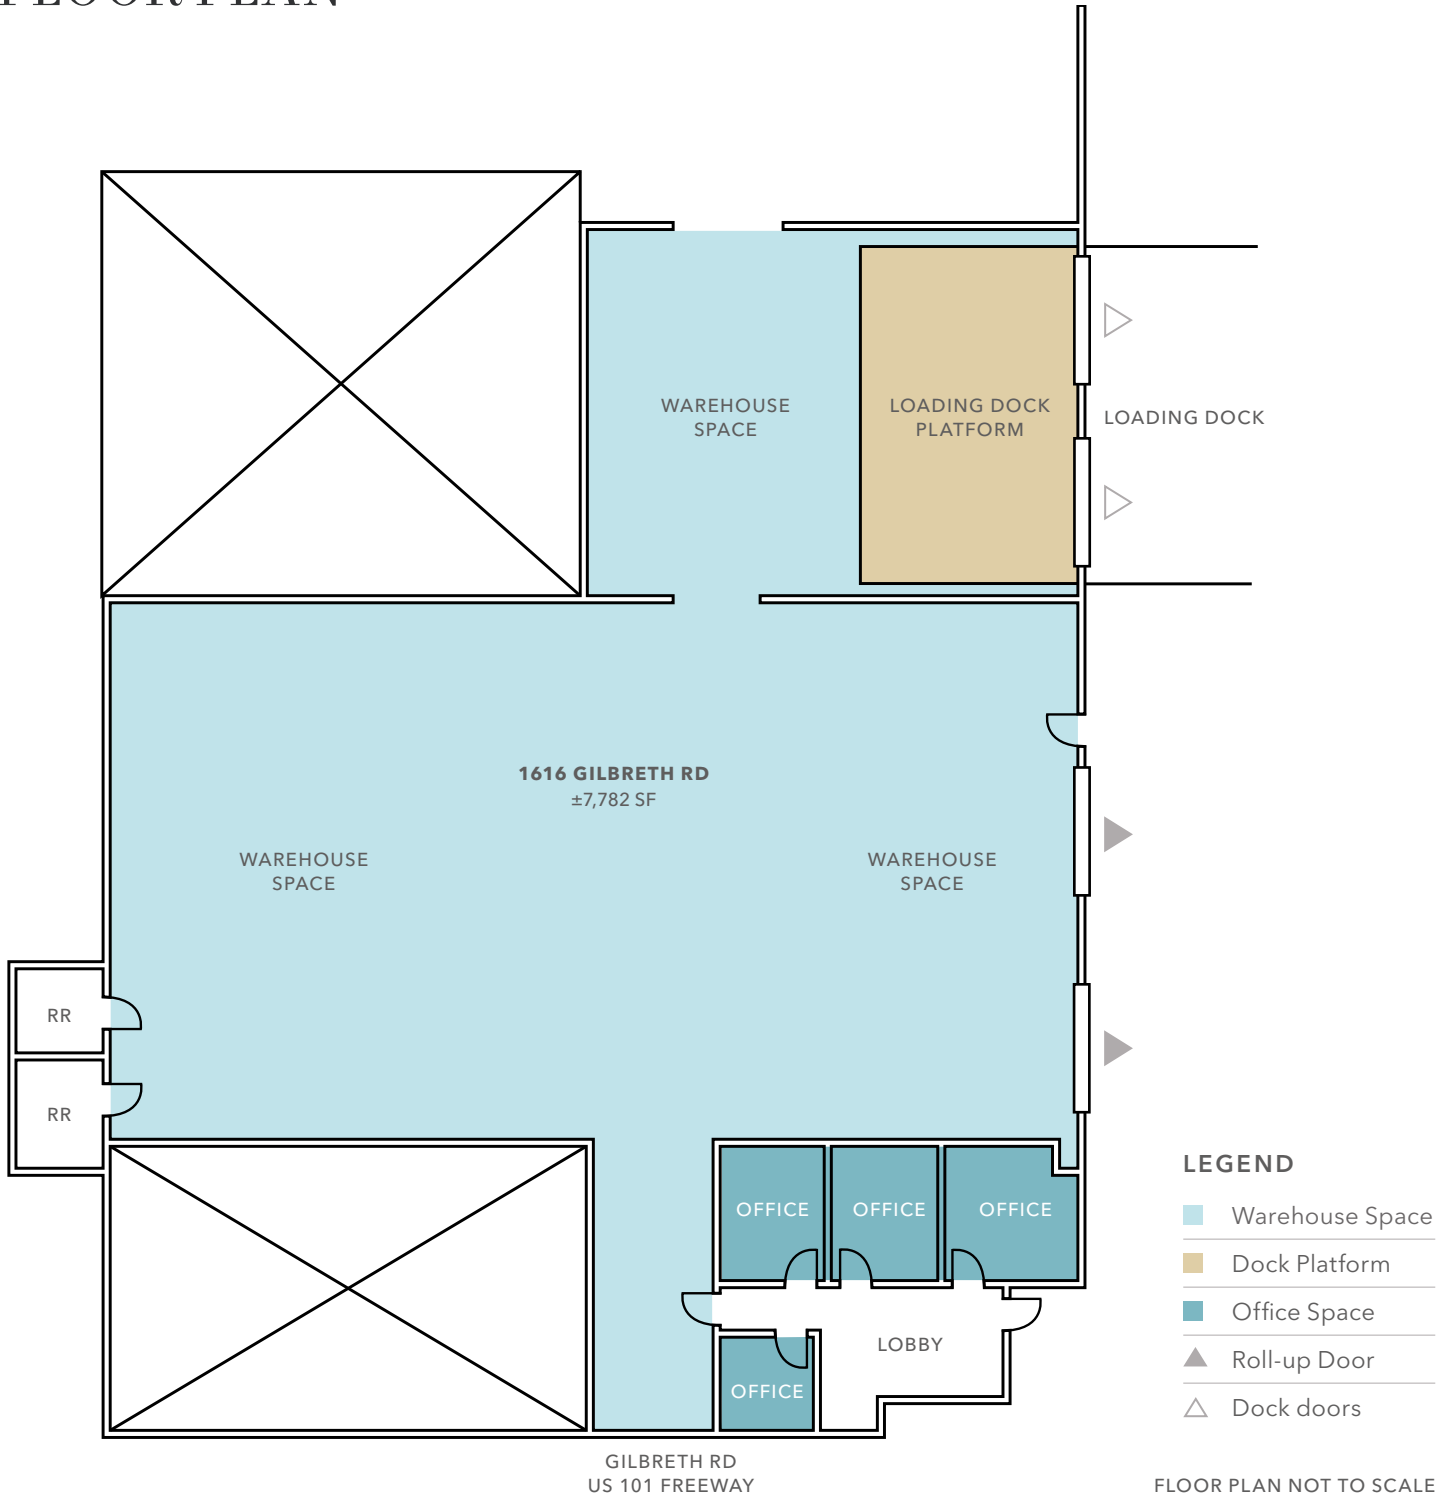 FLOOR PLAN
WAREHOUSE
SPACE
LOADING DOCK
PLATFORM
LOADING DOCK
1616 GILBRETH RD
±7,782 SF
WAREHOUSE
SPACE
WAREHOUSE
SPACE
RR
RR
OFFICE
OFFICE
OFFICE
LOBBY
OFFICE
LEGEND
Warehouse Space
Dock Platform
Office Space
Roll-up Door
Dock doors
GILBRETH RD
US 101 FREEWAY
FLOOR PLAN NOT TO SCALE